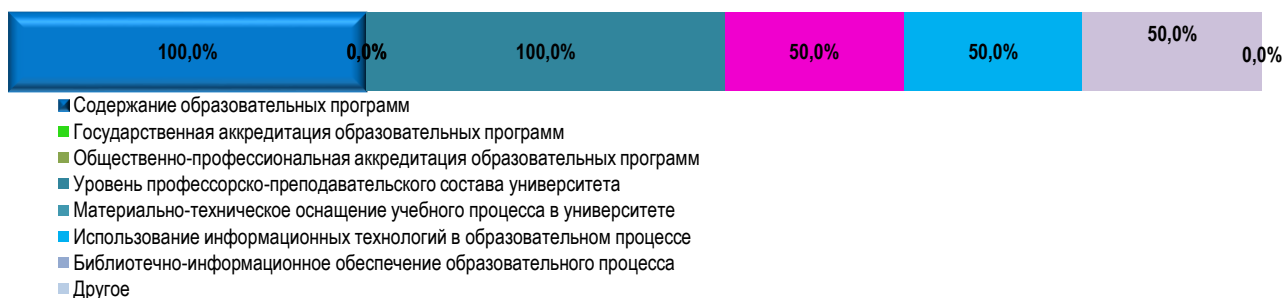 100,0% 0,0% 100,0% 50,0% 50,0% 50,0% 0,0%
Содержание образовательных программ
Государственная аккредитация образовательных программ
Общественно-профессиональная аккредитация образовательных программ
Уровень профессорско-преподавательского состава университета
Материально-техническое оснащение учебного процесса в университете
Использование информационных технологий в образовательном процессе
Библиотечно-информационное обеспечение образовательного процесса
Другое